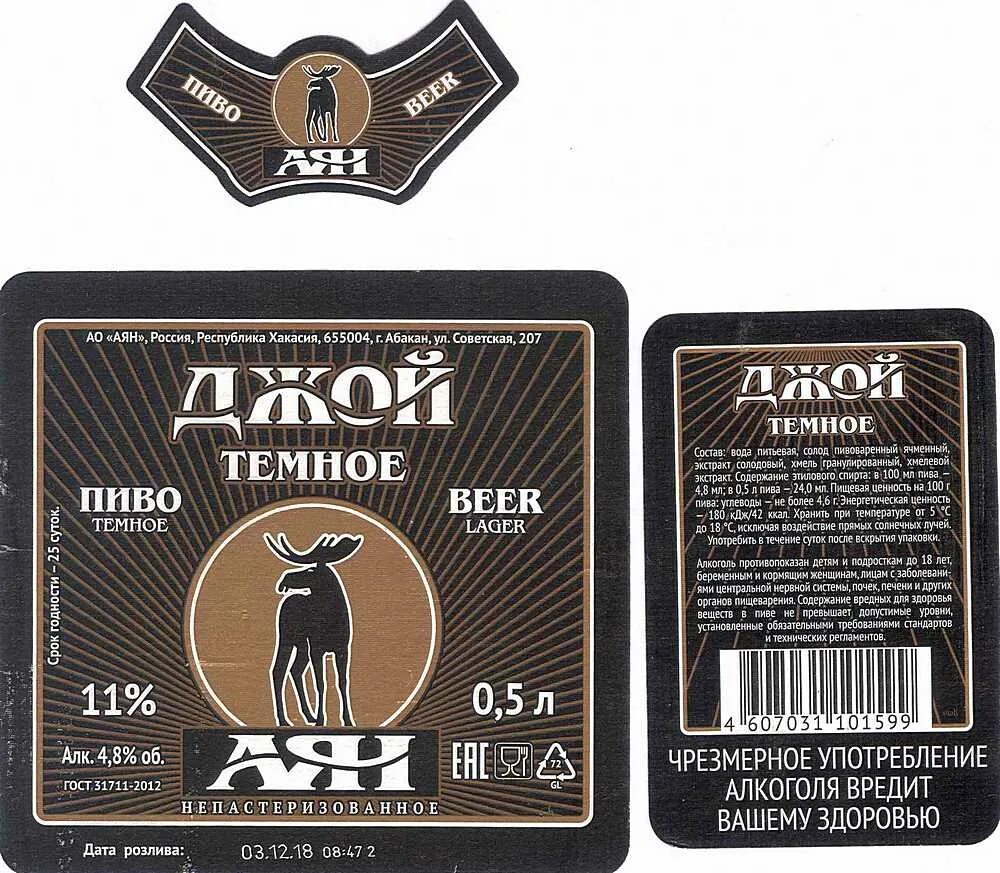 ПИВО
BEER
АЯН
АО «АЯН», Россия, Республика Хакасия, 655004, г. Абакан, ул. Советская, 207
ДЖОЙ
ТЕМНОЕ
ПИВО
ТЕМНОЕ
BEER
LAGER
Срок годности – 25 суток.
11%
0,5 л
Алк. 4,8% об.
ГОСТ 31711-2012
АЯН
НЕПАСТЕРИЗОВАННОЕ
EAC
72
GL
Дата розлива:
03.12.18 08:47 2
ДЖОЙ
ТЕМНОЕ
Состав: вода питьевая, солод пивоваренный ячменный,
экстракт солодовый, хмель гранулированный, хмелевой
экстракт. Содержание этилового спирта: в 100 мл пива –
4,8 мл; в 0,5 л пива – 24,0 мл. Пищевая ценность на 100 г
пива: углеводы – не более 4,6 г. Энергетическая ценность
– 180 кДж/42 ккал. Хранить при температуре от 5 °С
до 18 °С, исключая воздействие прямых солнечных лучей.
Употребить в течение суток после вскрытия упаковки.
Алкоголь противопоказан детям и подросткам до 18 лет,
беременным и кормящим женщинам, лицам с заболевани-
ями центральной нервной системы, почек, печени и других
органов пищеварения. Содержание вредных для здоровья
веществ в пиве не превышает допустимые уровни,
установленные обязательными требованиями стандартов
и технических регламентов.
4 607031 101599
ЧРЕЗМЕРНОЕ УПОТРЕБЛЕНИЕ
АЛКОГОЛЯ ВРЕДИТ
ВАШЕМУ ЗДОРОВЬЮ